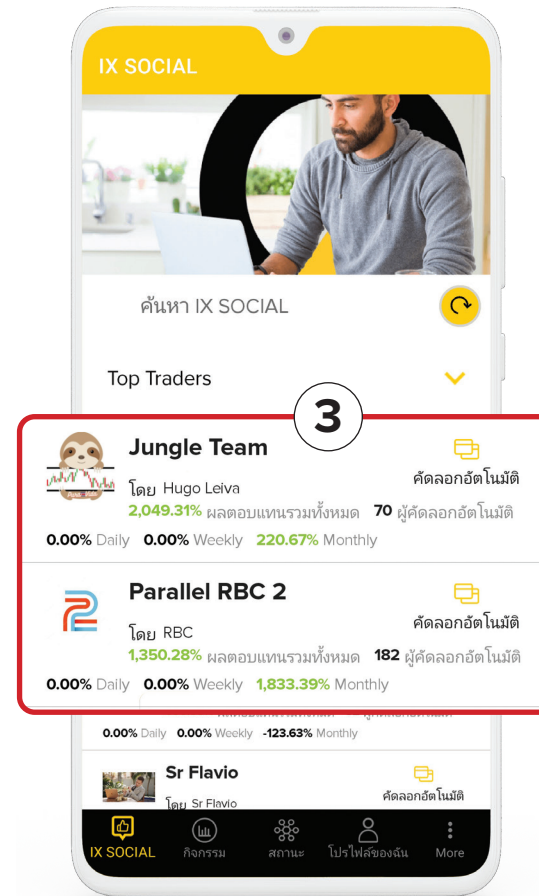 IX SOCIAL
ค้นหา IX SOCIAL
Top Traders
3
Jungle Team
คัดลอกอัตโนมัติ
โดย Hugo Leiva
2,049.31% ผลตอบแทนรวมทั้งหมด 70 ผู้คัดลอกอัตโนมัติ
0.00% Daily 0.00% Weekly 220.67% Monthly
Parallel RBC 2
คัดลอกอัตโนมัติ
โดย RBC
1,350.28% ผลตอบแทนรวมทั้งหมด 182 ผู้คัดลอกอัตโนมัติ
0.00% Daily 0.00% Weekly 1,833.39% Monthly
0.00% Daily 0.00% Weekly -123.63% Monthly
Sr Flavio
คัดลอกอัตโนมัติ
โดย Sr Flavio
IX SOCIAL กิจกรรม สถานะ โปรไฟล์ของฉัน More